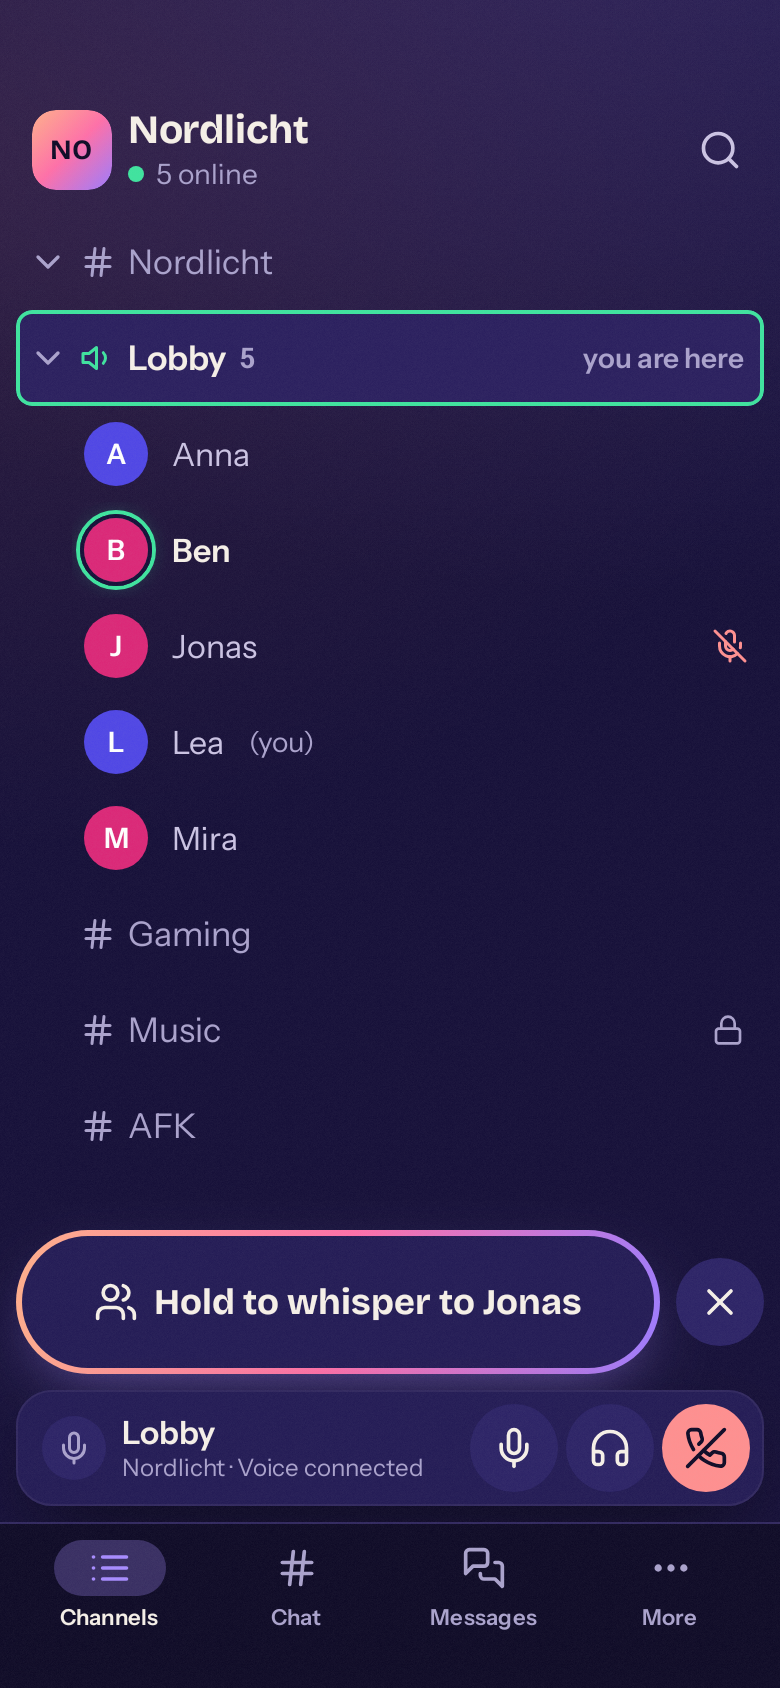 NO
Nordlicht
5 online
# Nordlicht
Lobby 5 you are here
A Anna
B Ben
J Jonas
L Lea (you)
M Mira
# Gaming
# Music
# AFK
Hold to whisper to Jonas
Lobby
Nordlicht · Voice connected
Channels
Chat
Messages
More